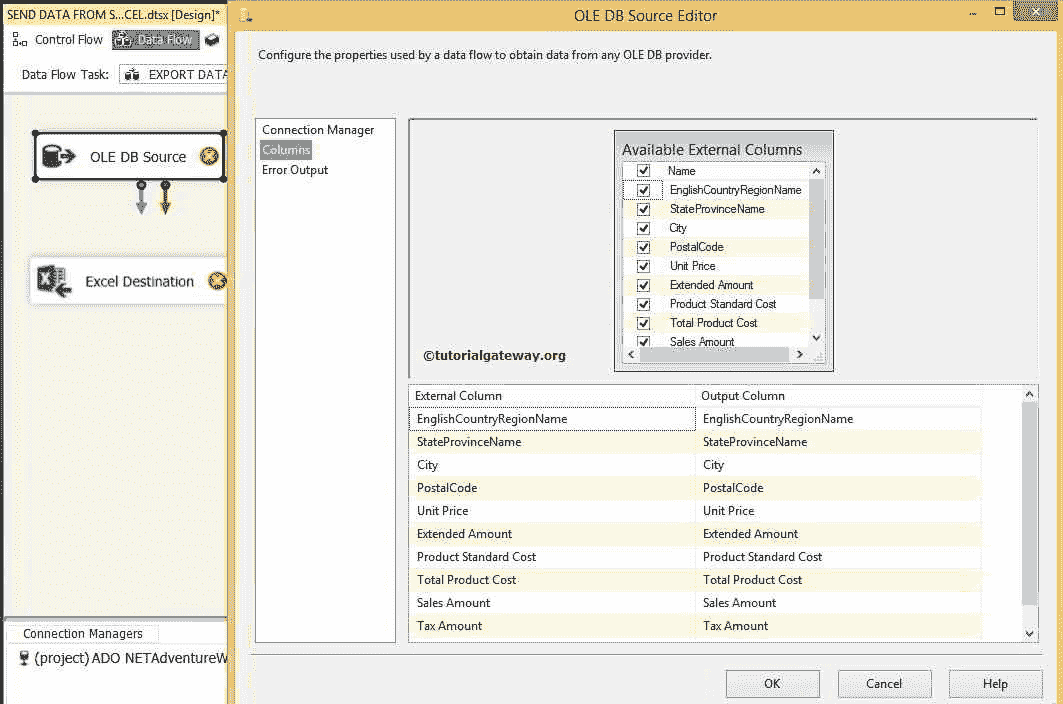 SEND DATA FROM S...CEL.dtsx [Design]*
OLE DB Source Editor
Control Flow
Data Flow
Data Flow Task:
EXPORT DATA
Configure the properties used by a data flow to obtain data from any OLE DB provider.
OLE DB Source
Excel Destination
Connection Manager
Columns
Error Output
Available External Columns
Name
EnglishCountryRegionName
StateProvinceName
City
PostalCode
Unit Price
Extended Amount
Product Standard Cost
Total Product Cost
Sales Amount
©tutorialgateway.org
External Column Output Column
EnglishCountryRegionName EnglishCountryRegionName
StateProvinceName StateProvinceName
City City
PostalCode PostalCode
Unit Price Unit Price
Extended Amount Extended Amount
Product Standard Cost Product Standard Cost
Total Product Cost Total Product Cost
Sales Amount Sales Amount
Tax Amount Tax Amount
Connection Managers
(project) ADO NETAdventureW
OK Cancel Help